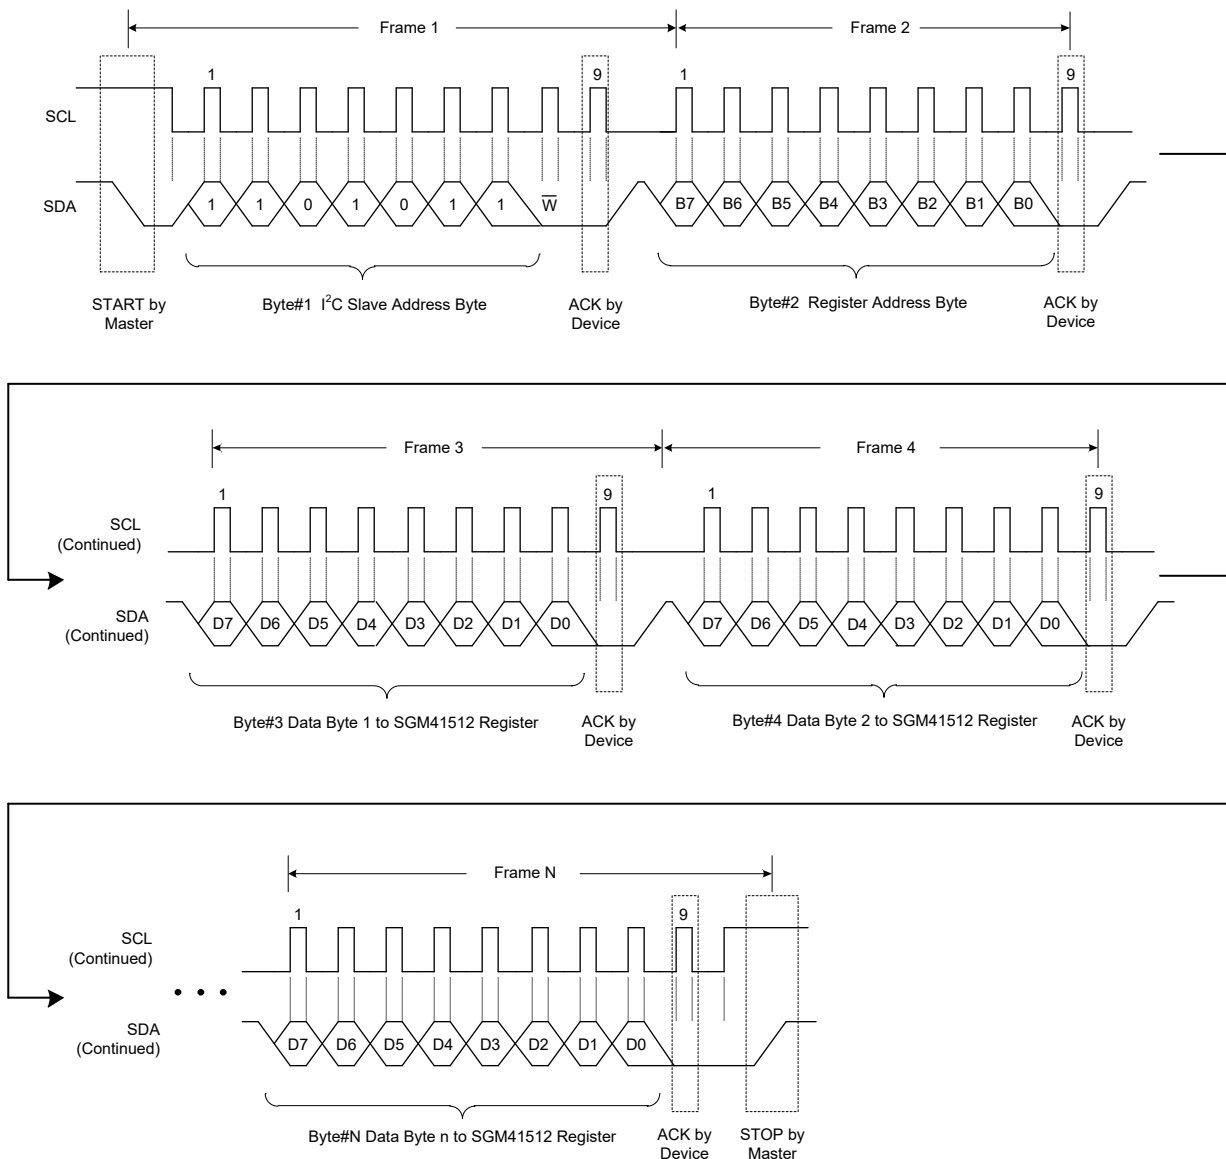 Frame 1 Frame 2
1 9 1 9
SCL
SDA 1 1 0 1 0 1 1 W̅ B7 B6 B5 B4 B3 B2 B1 B0
START by
Master
Byte#1 I²C Slave Address Byte
ACK by
Device
Byte#2 Register Address Byte
ACK by
Device
Frame 3 Frame 4
1 9 1 9
SCL
(Continued)
SDA
(Continued)
D7 D6 D5 D4 D3 D2 D1 D0 D7 D6 D5 D4 D3 D2 D1 D0
Byte#3 Data Byte 1 to SGM41512 Register
ACK by
Device
Byte#4 Data Byte 2 to SGM41512 Register
ACK by
Device
Frame N
1 9
SCL
(Continued)
• • •
SDA
(Continued)
D7 D6 D5 D4 D3 D2 D1 D0
Byte#N Data Byte n to SGM41512 Register
ACK by
Device
STOP by
Master